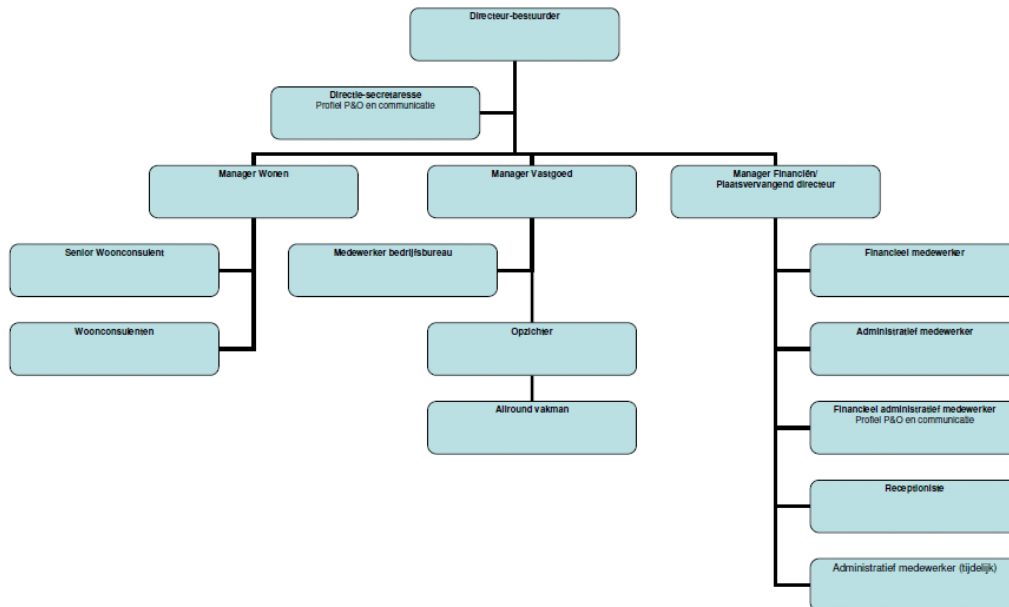 Directeur-bestuurder
Directie-secretaresse
Profiel P&O en communicatie
Manager Wonen
Manager Vastgoed
Manager Financiën/
Plaatsvervangend directeur
Senior Woonconsulent
Medewerker bedrijfsbureau
Financieel medewerker
Woonconsulenten
Opzichter
Administratief medewerker
Allround vakman
Financieel administratief medewerker
Profiel P&O en communicatie
Receptioniste
Administratief medewerker (tijdelijk)